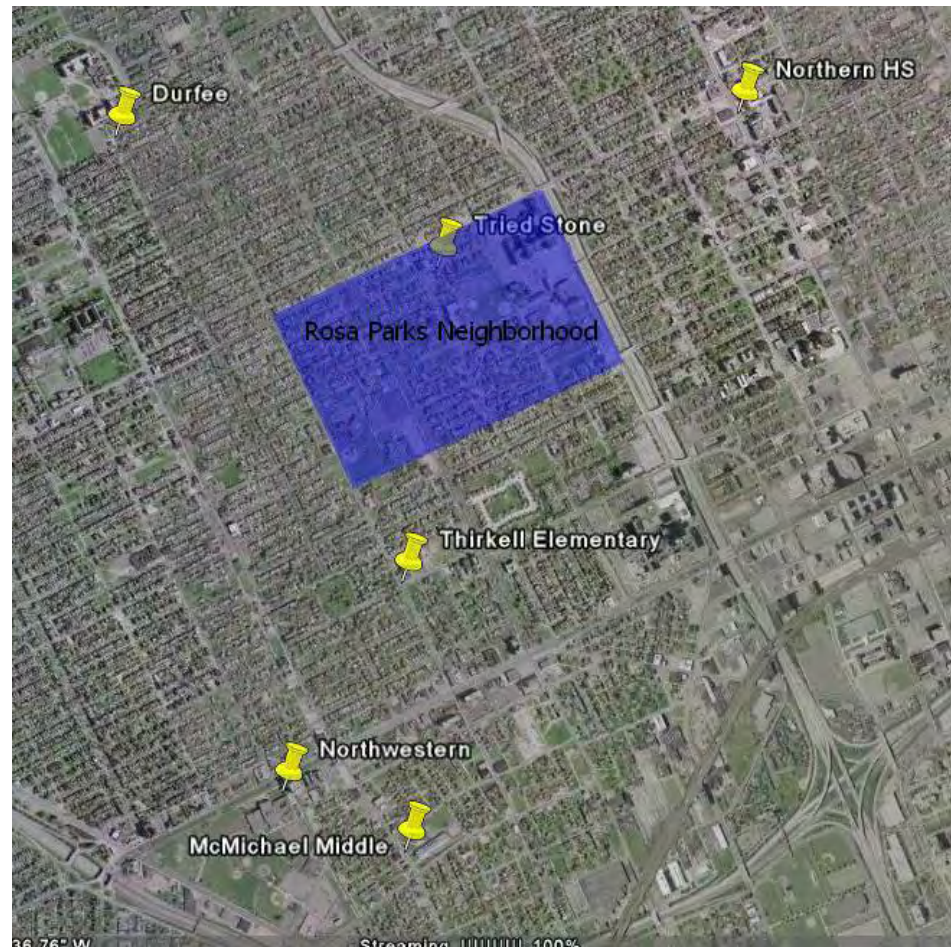 Durfee
Northern HS
Tried Stone
Rosa Parks Neighborhood
Thirkell Elementary
Northwestern
McMichael Middle
36.76" W
Streaming ||||||||| 100%